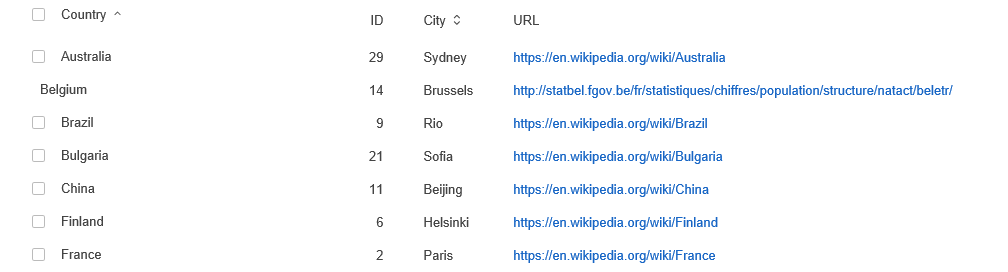 Country ID City URL
Australia 29 Sydney https://en.wikipedia.org/wiki/Australia
Belgium 14 Brussels http://statbel.fgov.be/fr/statistiques/chiffres/population/structure/natact/beletr/
Brazil 9 Rio https://en.wikipedia.org/wiki/Brazil
Bulgaria 21 Sofia https://en.wikipedia.org/wiki/Bulgaria
China 11 Beijing https://en.wikipedia.org/wiki/China
Finland 6 Helsinki https://en.wikipedia.org/wiki/Finland
France 2 Paris https://en.wikipedia.org/wiki/France